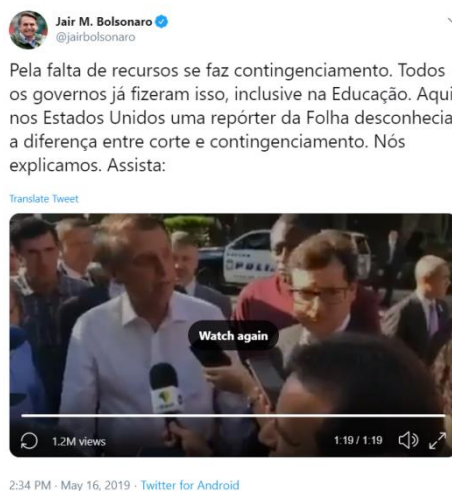 Jair M. Bolsonaro
@jairbolsonaro
Pela falta de recursos se faz contingenciamento. Todos
os governos já fizeram isso, inclusive na Educação. Aqui
nos Estados Unidos uma repórter da Folha desconhecia
a diferença entre corte e contingenciamento. Nós
explicamos. Assista:
Translate Tweet
Watch again
1.2M views
1:19 / 1:19
2:34 PM · May 16, 2019 · Twitter for Android